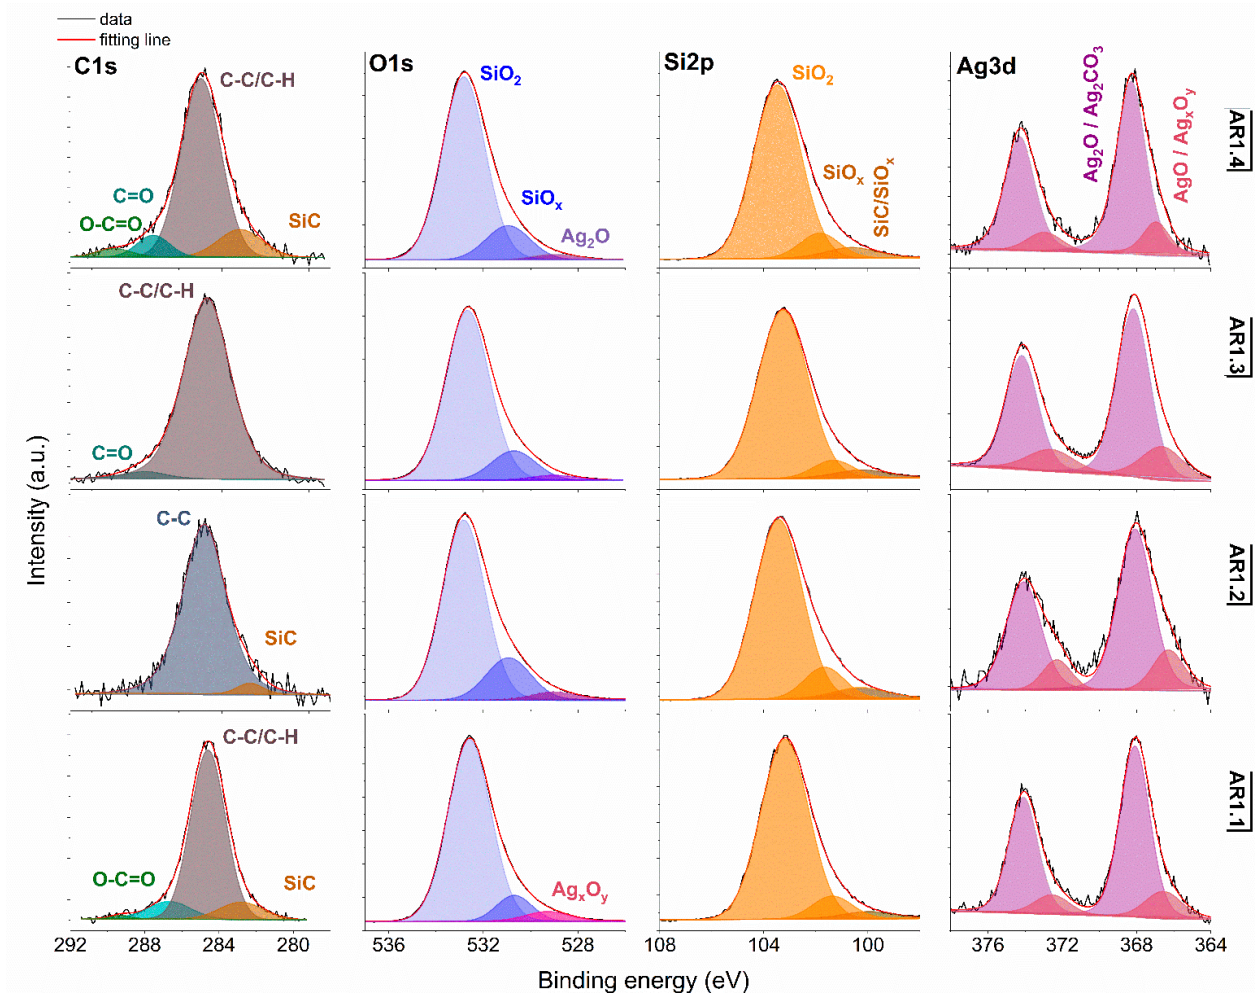 data
fitting line
C1s
O1s
Si2p
Ag3d
C-C/C-H
C=O
O-C=O
SiC
SiO2
SiOx
Ag2O
SiO2
SiOx
SiC/SiOx
Ag2O / Ag2CO3
AgO / AgxOy
AR1.4
C-C/C-H
C=O
AR1.3
C-C
SiC
AR1.2
C-C/C-H
O-C=O
SiC
AgxOy
AR1.1
Intensity (a.u.)
292 288 284 280
536 532 528
108 104 100
376 372 368 364
Binding energy (eV)